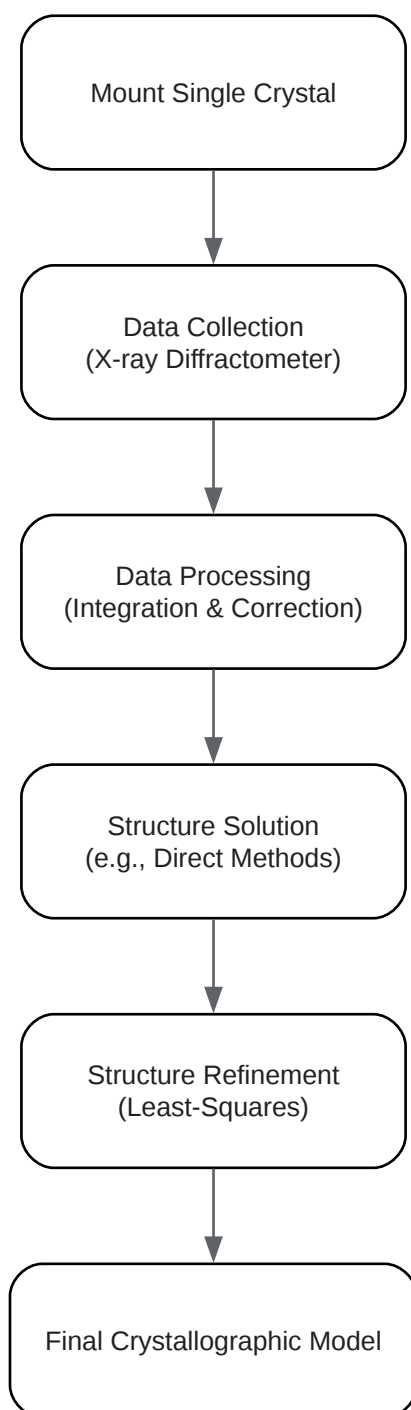 Mount Single Crystal
Data Collection
(X-ray Diffractometer)
Data Processing
(Integration & Correction)
Structure Solution
(e.g., Direct Methods)
Structure Refinement
(Least-Squares)
Final Crystallographic Model